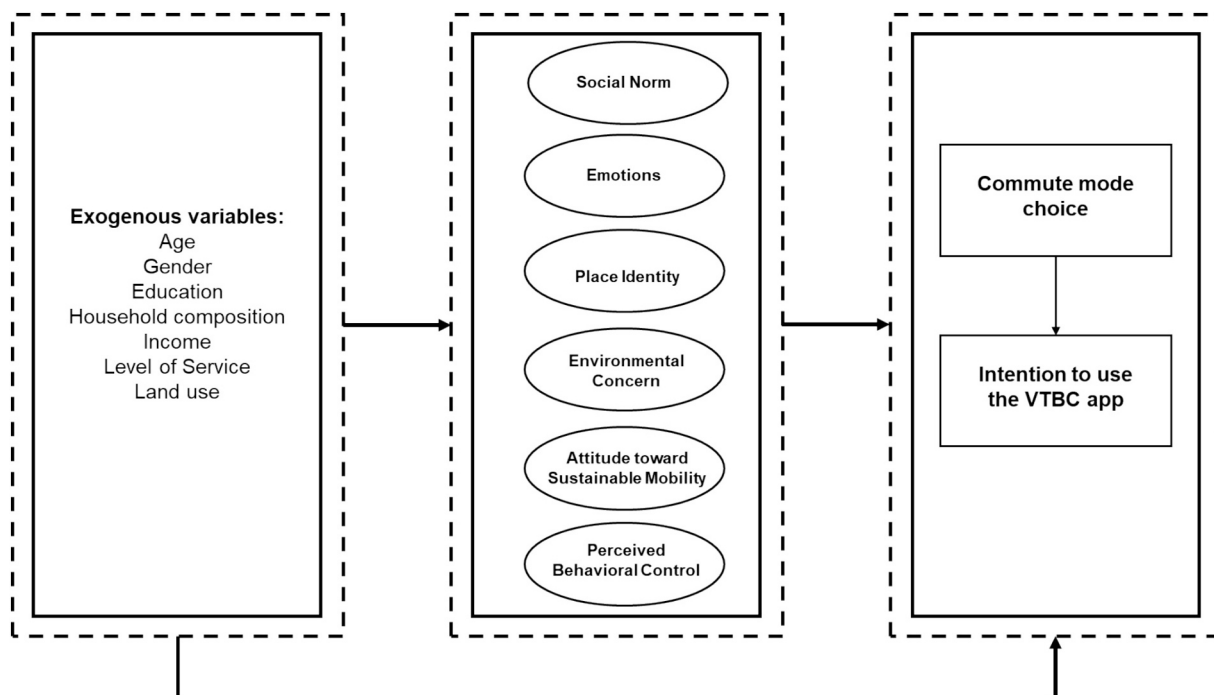 Exogenous variables:
Age
Gender
Education
Household composition
Income
Level of Service
Land use
Social Norm
Emotions
Place Identity
Environmental
Concern
Attitude toward
Sustainable Mobility
Perceived
Behavioral Control
Commute mode
choice
Intention to use
the VTBC app